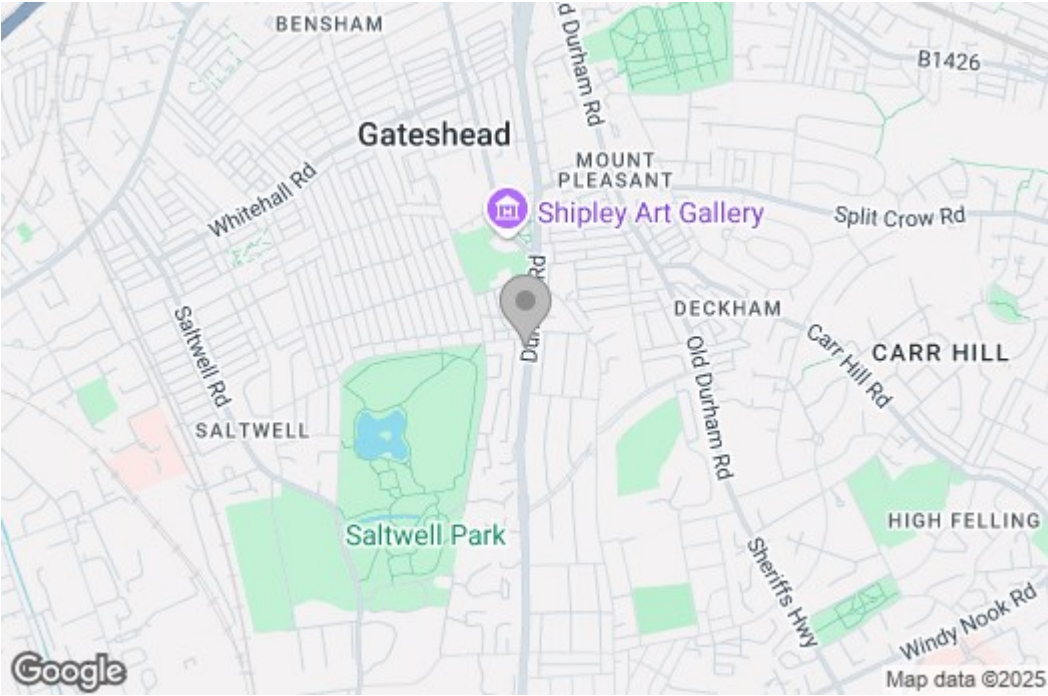 BENSHAM
d Durham Rd
B1426
Gateshead
MOUNT
PLEASANT
Whitehall Rd
Shipley Art Gallery
Split Crow Rd
Rd
DECKHAM
Saltwell Rd
Carr Hill Rd
CARR HILL
Old Durham Rd
SALTWELL
HIGH FELLING
Saltwell Park
Sheriffs Hwy
Windy Nook Rd
Google
Map data ©2025